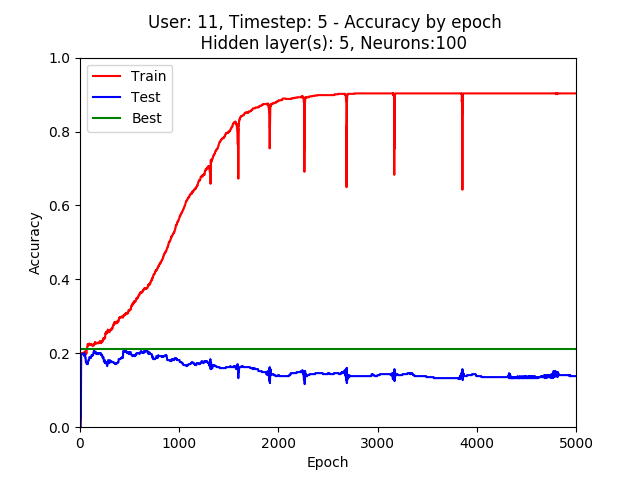 User: 11, Timestep: 5 - Accuracy by epoch
Hidden layer(s): 5, Neurons:100
1.0
0.8
0.6
0.4
0.2
0.0
Accuracy
Train
Test
Best
0
1000
2000
3000
4000
5000
Epoch